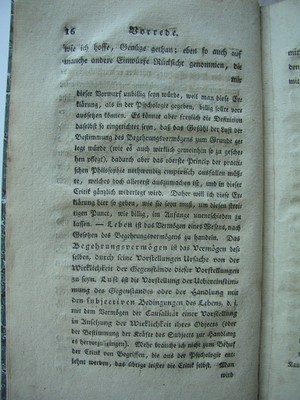 16 Vorrede.
wie ich hoffe, Genüge gethan; eben so auch auf
manche andere Einwürfe Rücksicht genommen, die
mir
dieser Vorwurf unbillig seyn würde, weil man diese Er-
klärung, als in der Psychologie gegeben, billig sollte vor-
aussetzen können. Es könnte aber freylich die Definition
daselbst so eingerichtet seyn, daß das Gefühl der Lust der
Bestimmung des Begehrungsvermögens zum Grunde ge-
legt würde (wie es auch wirklich gemeinhin so zu gesche-
hen pflegt), dadurch aber das oberste Princip der practi-
schen Philosophie nothwendig empirisch ausfallen müß-
te, welches doch allererst auszumachen ist, und in dieser
Critik gänzlich widerlegt wird. Daher will ich diese Er-
klärung hier so geben, wie sie seyn muß, um diesen strei-
tigen Punct, wie billig, im Anfange unentschieden zu
lassen. — Leben ist das Vermögen eines Wesens, nach
Gesetzen des Begehrungsvermögens zu handeln. Das
Begehrungsvermögen ist das Vermögen des-
selben, durch seine Vorstellungen Ursache von der
Wirklichkeit der Gegenstände dieser Vorstellungen
zu seyn. Lust ist die Vorstellung der Uebereinstim-
mung des Gegenstandes oder der Handlung mit
den subjectiven Bedingungen des Lebens, d. i.
mit dem Vermögen der Causalität einer Vorstellung
in Ansehung der Wirklichkeit ihres Objects (oder
der Bestimmung der Kräfte des Subjects zur Handlung
es hervorzubringen). Mehr brauche ich nicht zum Behuf
der Critik von Begriffen, die aus der Psychologie ent-
lehnt werden, das übrige leistet die Critik selbst. Man
wird